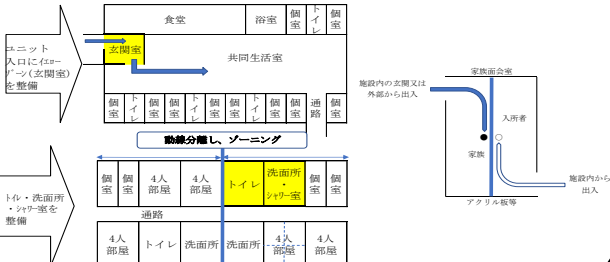 食堂
浴室
個室
トイレ
個室
ユニット
入口にイエロー
ゾーン(玄関室)
を整備
玄関室
共同生活室
個室
トイレ
個室
個室
トイレ
個室
個室
トイレ
個室
個室
通路
個室
動線分離し、ゾーニング
トイレ・洗面所
・シャワー室を
整備
個室
個室
4人部屋
4人部屋
トイレ
洗面所・シャワー室
個室
個室
通路
4人部屋
トイレ
洗面所
洗面所
4人部屋
4人部屋
家族面会室
施設内の玄関又は
外部から出入
入所者
家族
施設内から
出入
アクリル板等